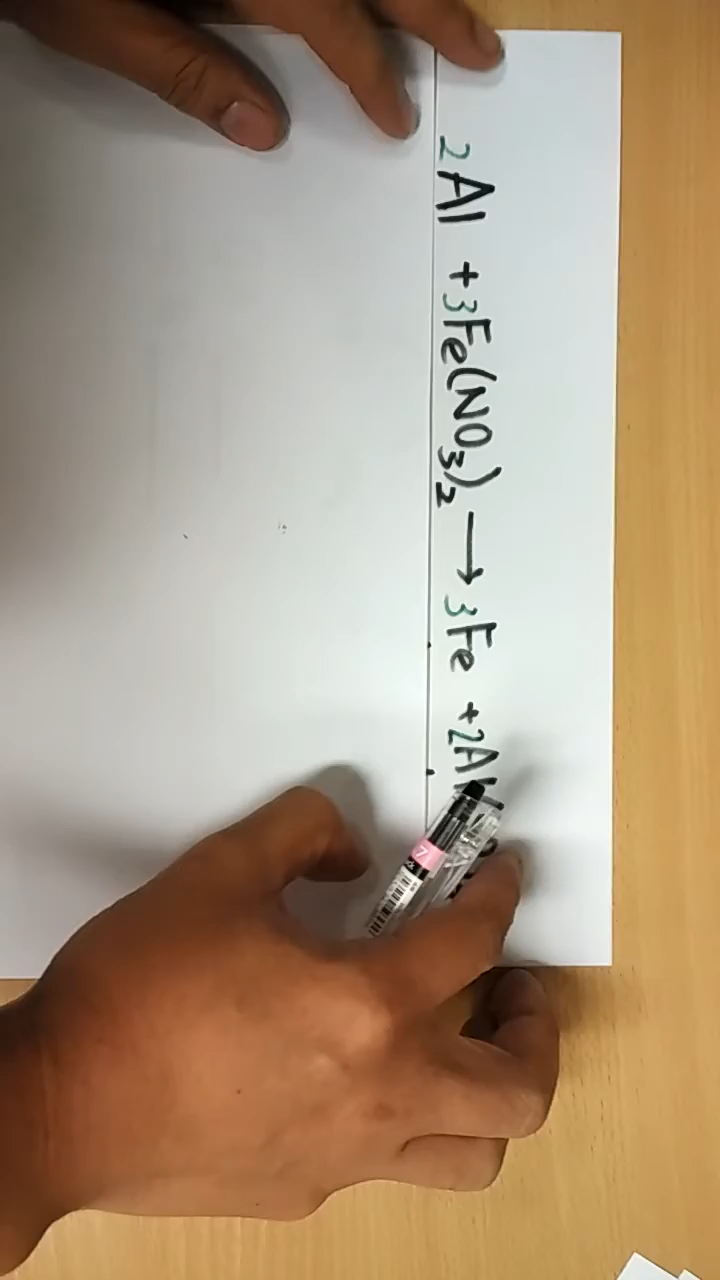 2Al + 3Fe(NO₃)₂ → 3Fe + 2Al